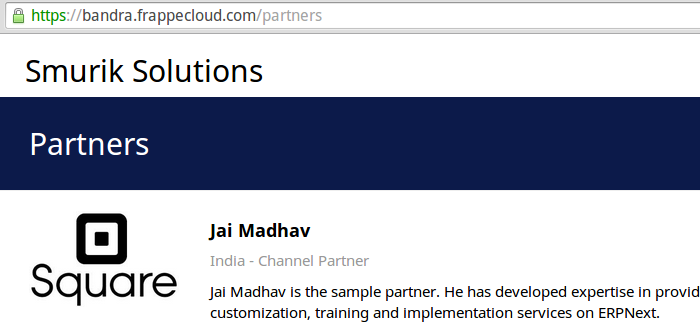 https://bandra.frappecloud.com/partners
Smurik Solutions
Partners
Square
Jai Madhav
India - Channel Partner
Jai Madhav is the sample partner. He has developed expertise in provid
customization, training and implementation services on ERPNext.